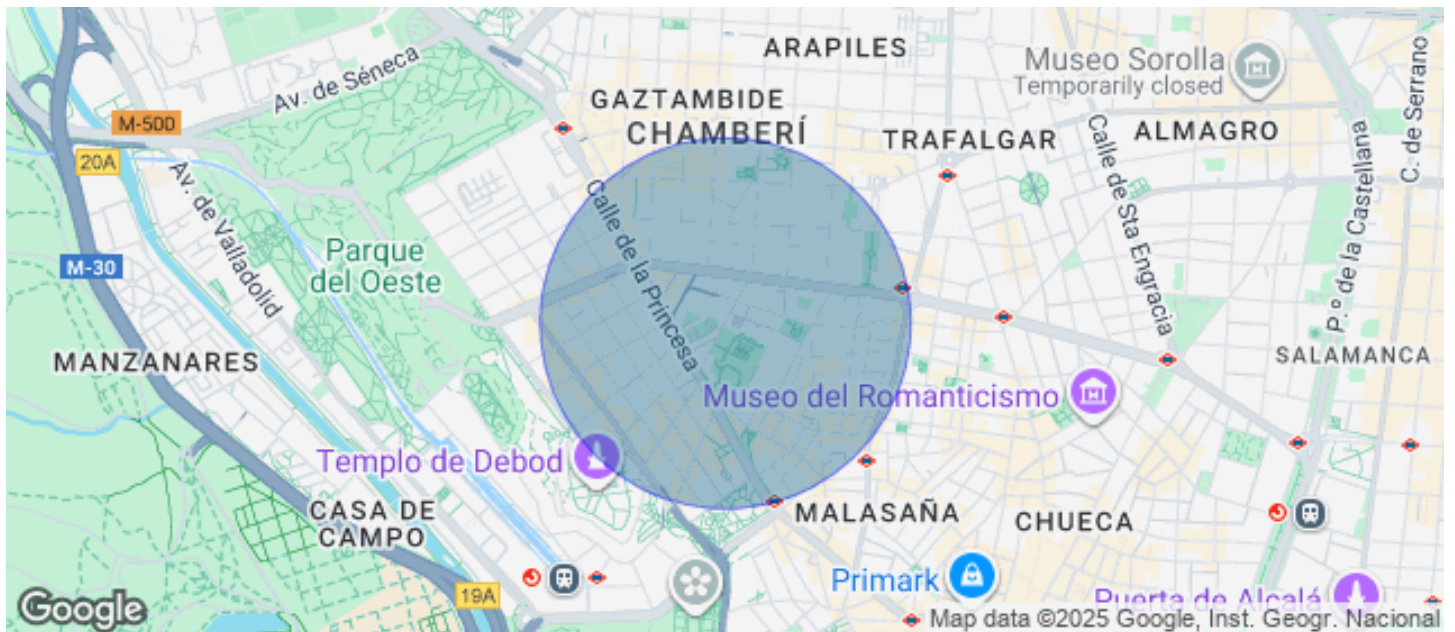 ARAPILES
Museo Sorolla
Temporarily closed
Av. de Séneca
GAZTAMBIDE
CHAMBERÍ
M-500
TRAFALGAR
ALMAGRO
C. de Serrano
20A
Av. de Valladolid
Calle de la Princesa
Calle de Sta Engracia
P.º de la Castellana
Parque
del Oeste
M-30
MANZANARES
SALAMANCA
Museo del Romanticismo
Templo de Debod
CASA DE
CAMPO
MALASAÑA
CHUECA
Primark
19A
Puerta de Alcalá
Google
Map data ©2025 Google, Inst. Geogr. Nacional